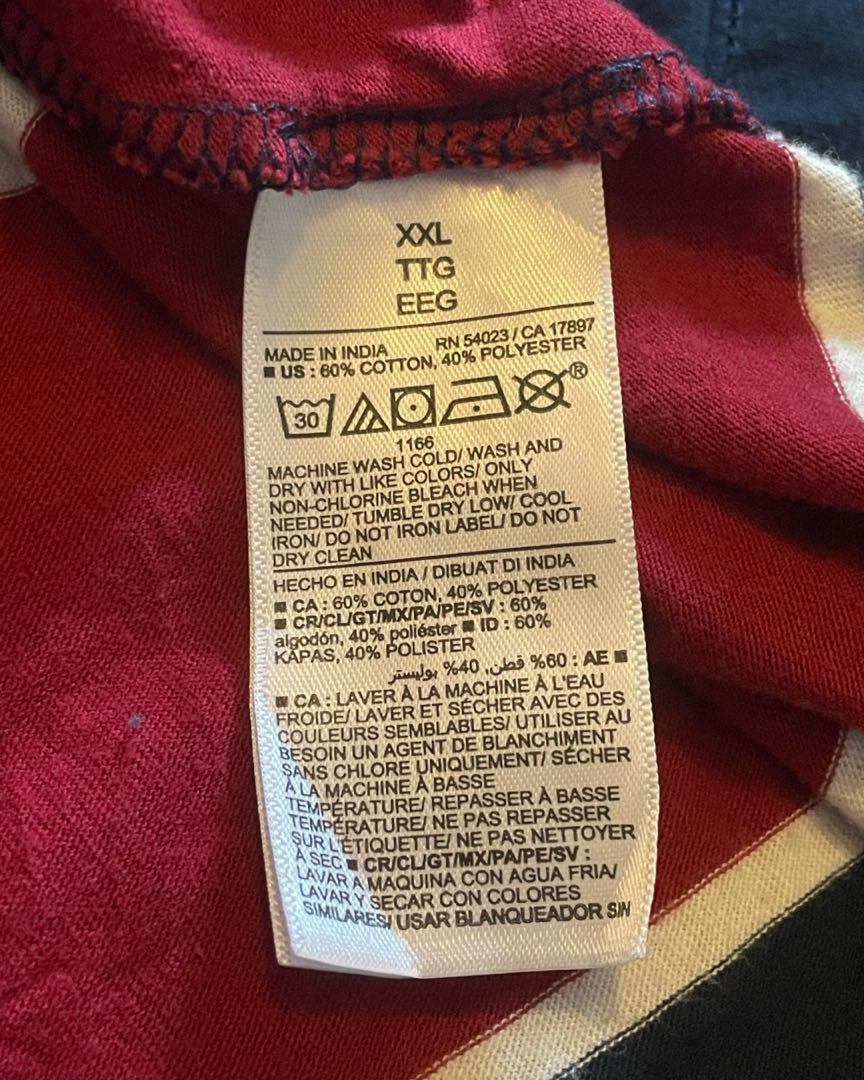 XXL
TTG
EEG
MADE IN INDIA RN 54023 / CA 17897
■ US : 60% COTTON, 40% POLYESTER
30 ®
1166
MACHINE WASH COLD/ WASH AND
DRY WITH LIKE COLORS/ ONLY
NON-CHLORINE BLEACH WHEN
NEEDED/ TUMBLE DRY LOW/ COOL
IRON/ DO NOT IRON LABEL/ DO NOT
DRY CLEAN
HECHO EN INDIA / DIBUAT DI INDIA
■ CA : 60% COTON, 40% POLYESTER
■ CR/CL/GT/MX/PA/PE/SV : 60%
algodón, 40% poliéster ■ ID : 60%
KAPAS, 40% POLISTER
■ AE : 60% قطن, 40% بوليستر
■ CA : LAVER À LA MACHINE À L'EAU
FROIDE/ LAVER ET SÉCHER AVEC DES
COULEURS SEMBLABLES/ UTILISER AU
BESOIN UN AGENT DE BLANCHIMENT
SANS CHLORE UNIQUEMENT/ SÉCHER
À LA MACHINE À BASSE
TEMPÉRATURE/ REPASSER À BASSE
TEMPÉRATURE/ NE PAS REPASSER
SUR L'ÉTIQUETTE/ NE PAS NETTOYER
À SEC ■ CR/CL/GT/MX/PA/PE/SV :
LAVAR A MAQUINA CON AGUA FRIA/
LAVAR Y SECAR CON COLORES
SIMILARES/ USAR BLANQUEADOR SIN